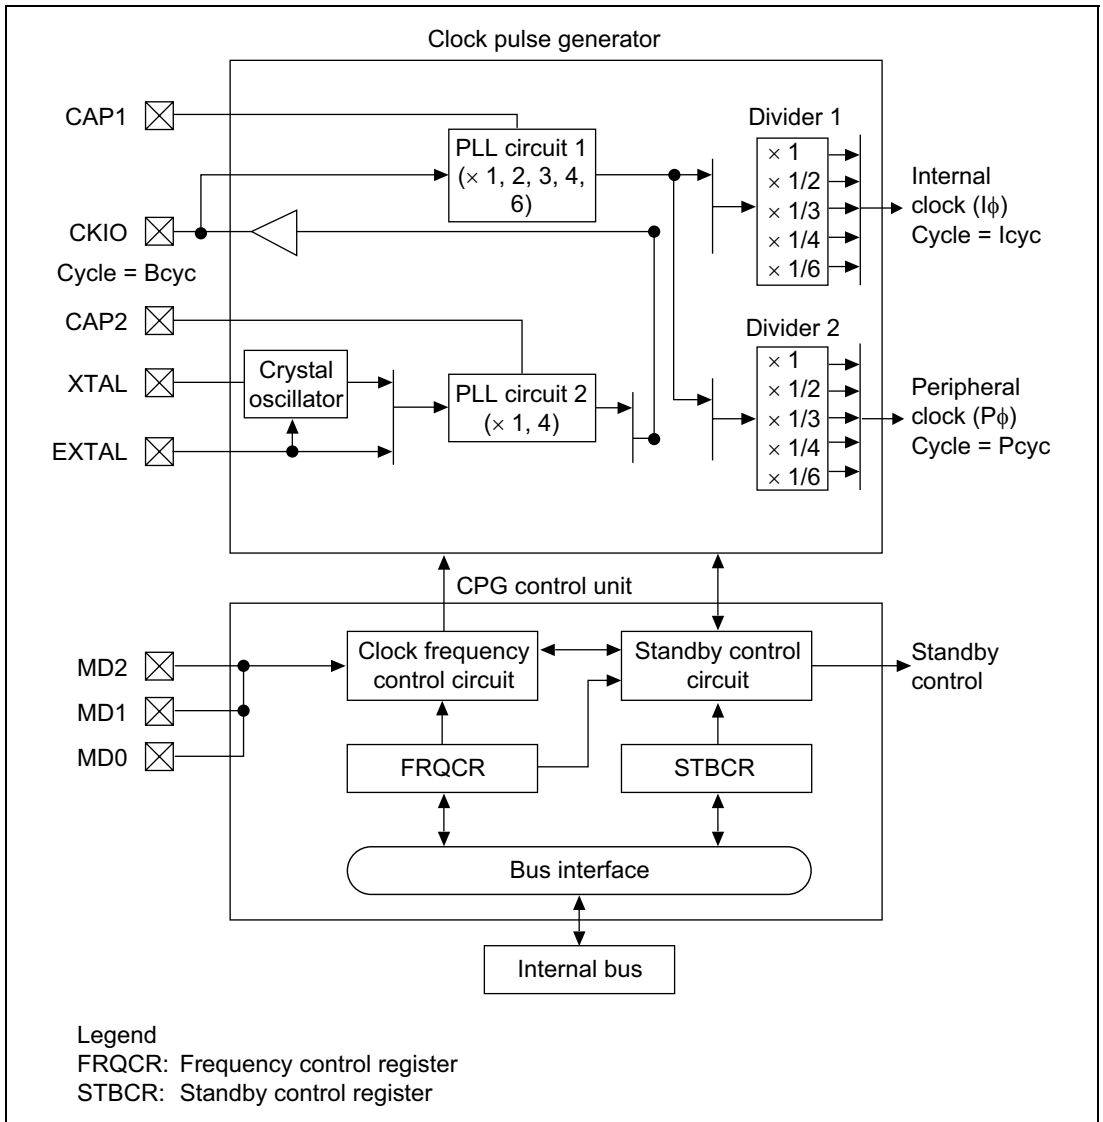 Clock pulse generator
CAP1
CKIO
Cycle = Bcyc
CAP2
XTAL
EXTAL
PLL circuit 1
(× 1, 2, 3, 4,
6)
Crystal
oscillator
PLL circuit 2
(× 1, 4)
Divider 1
× 1
× 1/2
× 1/3
× 1/4
× 1/6
Internal
clock (Iϕ)
Cycle = Icyc
Divider 2
× 1
× 1/2
× 1/3
× 1/4
× 1/6
Peripheral
clock (Pϕ)
Cycle = Pcyc
CPG control unit
MD2
MD1
MD0
Clock frequency
control circuit
Standby control
circuit
Standby
control
FRQCR
STBCR
Bus interface
Internal bus
Legend
FRQCR: Frequency control register
STBCR: Standby control register